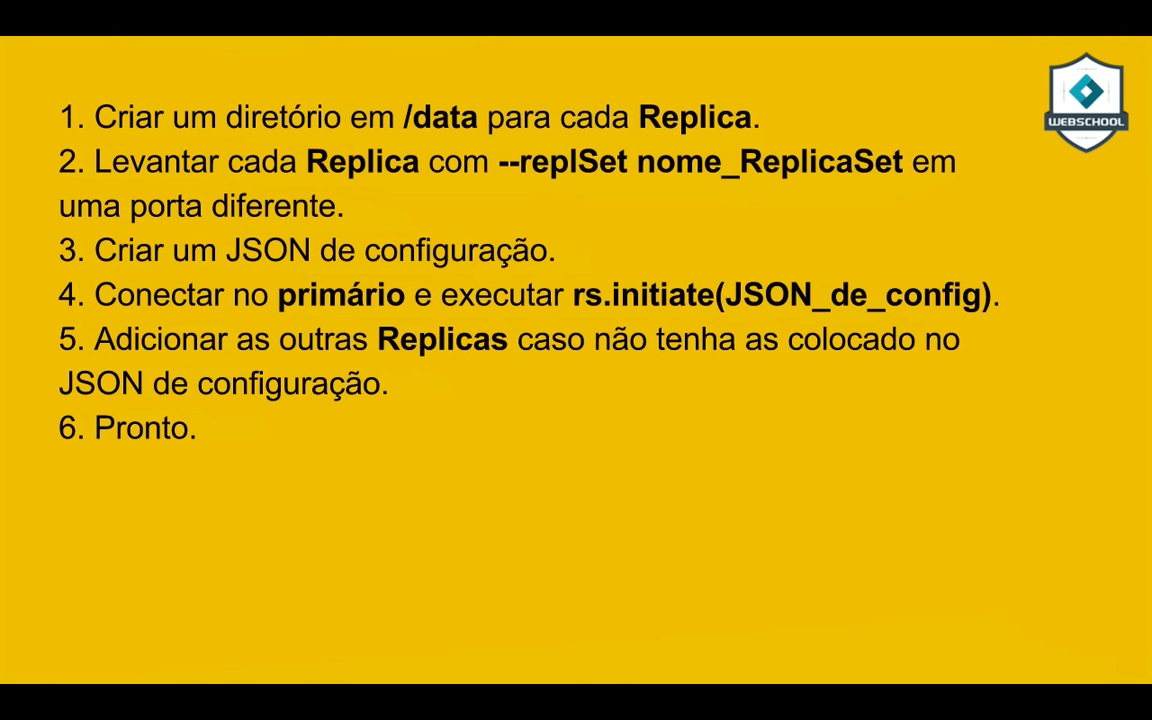 WEBSCHOOL
1. Criar um diretório em /data para cada Replica.
2. Levantar cada Replica com --replSet nome_ReplicaSet em
uma porta diferente.
3. Criar um JSON de configuração.
4. Conectar no primário e executar rs.initiate(JSON_de_config).
5. Adicionar as outras Replicas caso não tenha as colocado no
JSON de configuração.
6. Pronto.